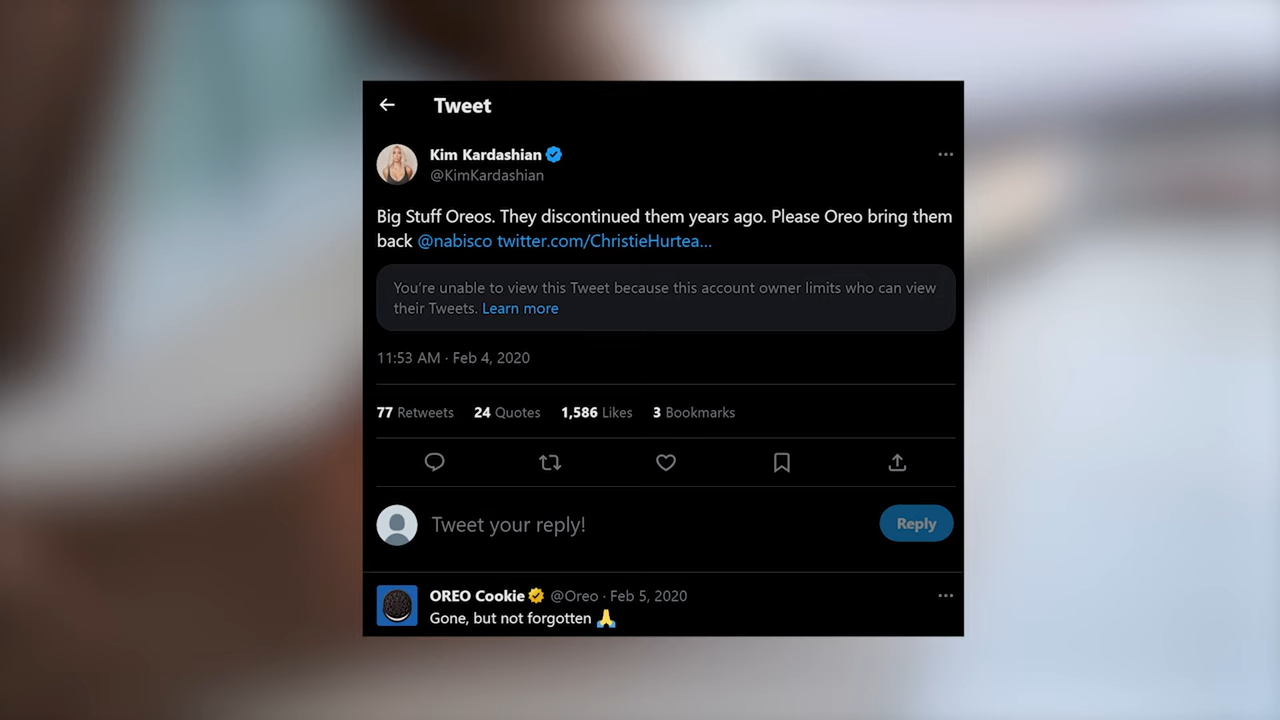 Tweet
Kim Kardashian
@KimKardashian
Big Stuff Oreos. They discontinued them years ago. Please Oreo bring them
back @nabisco twitter.com/ChristieHurtea...
You're unable to view this Tweet because this account owner limits who can view
their Tweets. Learn more
11:53 AM · Feb 4, 2020
77 Retweets 24 Quotes 1,586 Likes 3 Bookmarks
Tweet your reply!
Reply
OREO Cookie @Oreo · Feb 5, 2020
Gone, but not forgotten 🙏